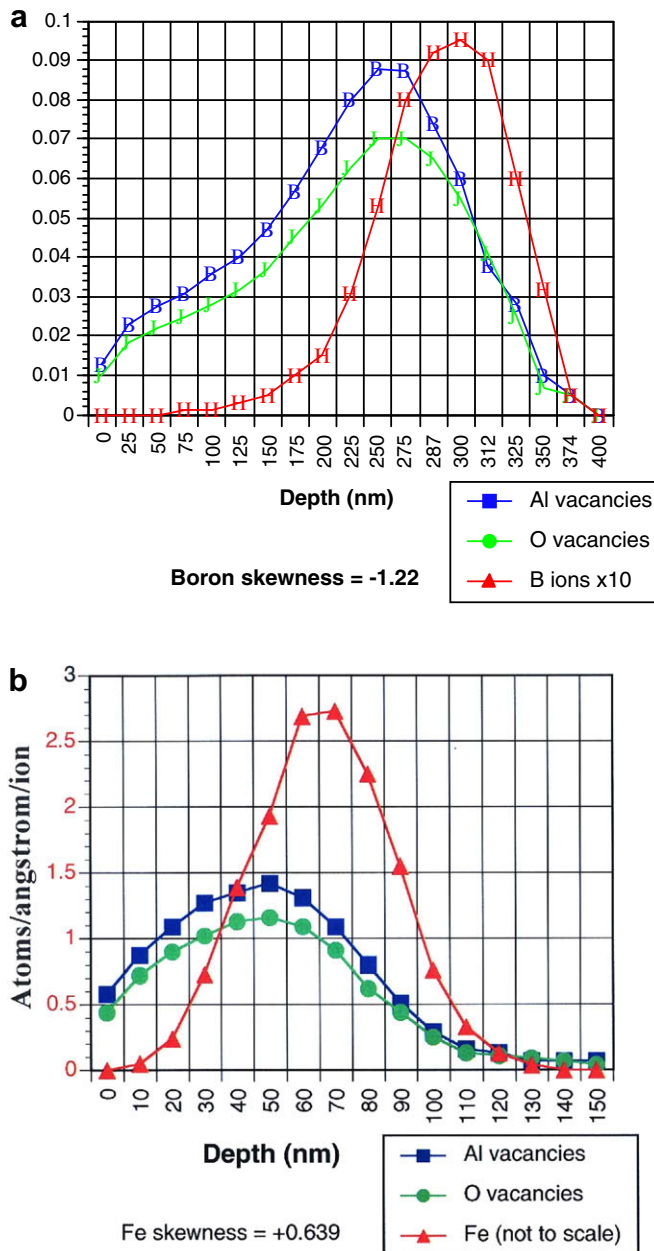 a
0.1
0.09
0.08
0.07
0.06
0.05
0.04
0.03
0.02
0.01
0
B B B B B B B B B B B B B B B B B B B
J J J J J J J J J J J J J J J J J J J
H H H H H H H H H H H H H H H H H H H
0 25 50 75 100 125 150 175 200 225 250 275 287 300 312 325 350 374 400
Depth (nm)
Al vacancies
O vacancies
B ions x10
Boron skewness = -1.22
b
3
2.5
2
1.5
1
0.5
0
Atoms/angstrom/ion
0 10 20 30 40 50 60 70 80 90 100 110 120 130 140 150
Depth (nm)
Al vacancies
O vacancies
Fe (not to scale)
Fe skewness = +0.639